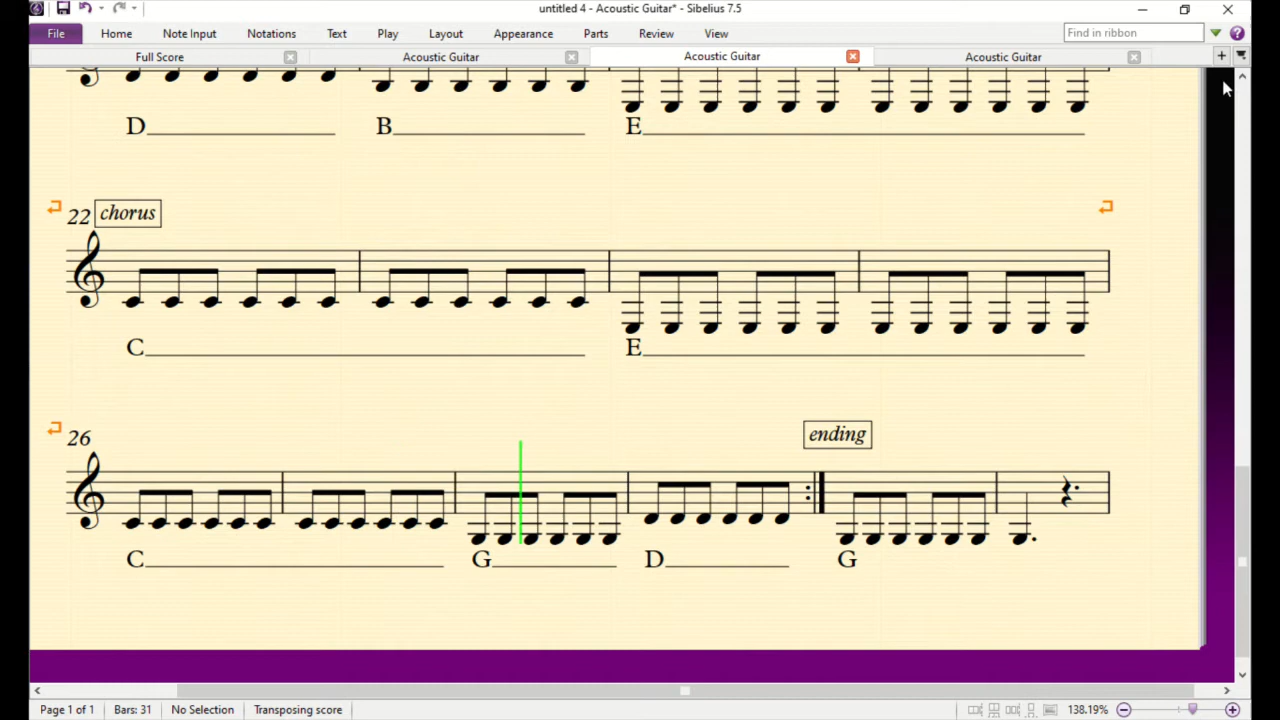 untitled 4 - Acoustic Guitar* - Sibelius 7.5
File Home Note Input Notations Text Play Layout Appearance Parts Review View Find in ribbon
Full Score Acoustic Guitar Acoustic Guitar Acoustic Guitar
D B E
22 chorus
C E
26 ending
C G D G
Page 1 of 1 Bars: 31 No Selection Transposing score 138.19%